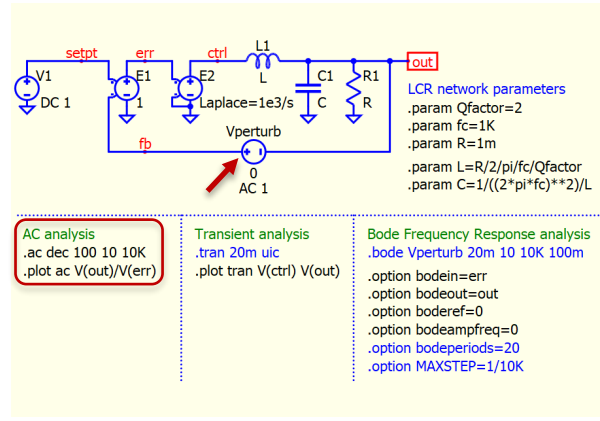 setpt
err
ctrl
L1
out
V1
E1
E2
L
C1
R1
DC 1
1
Laplace=1e3/s
C
R
Vperturb
fb
0
AC 1
LCR network parameters
.param Qfactor=2
.param fc=1K
.param R=1m
.param L=R/2/pi/fc/Qfactor
.param C=1/((2*pi*fc)**2)/L
AC analysis
.ac dec 100 10 10K
.plot ac V(out)/V(err)
Transient analysis
.tran 20m uic
.plot tran V(ctrl) V(out)
Bode Frequency Response analysis
.bode Vperturb 20m 10 10K 100m
.option bodein=err
.option bodeout=out
.option boderef=0
.option bodeampfreq=0
.option bodeperiods=20
.option MAXSTEP=1/10K